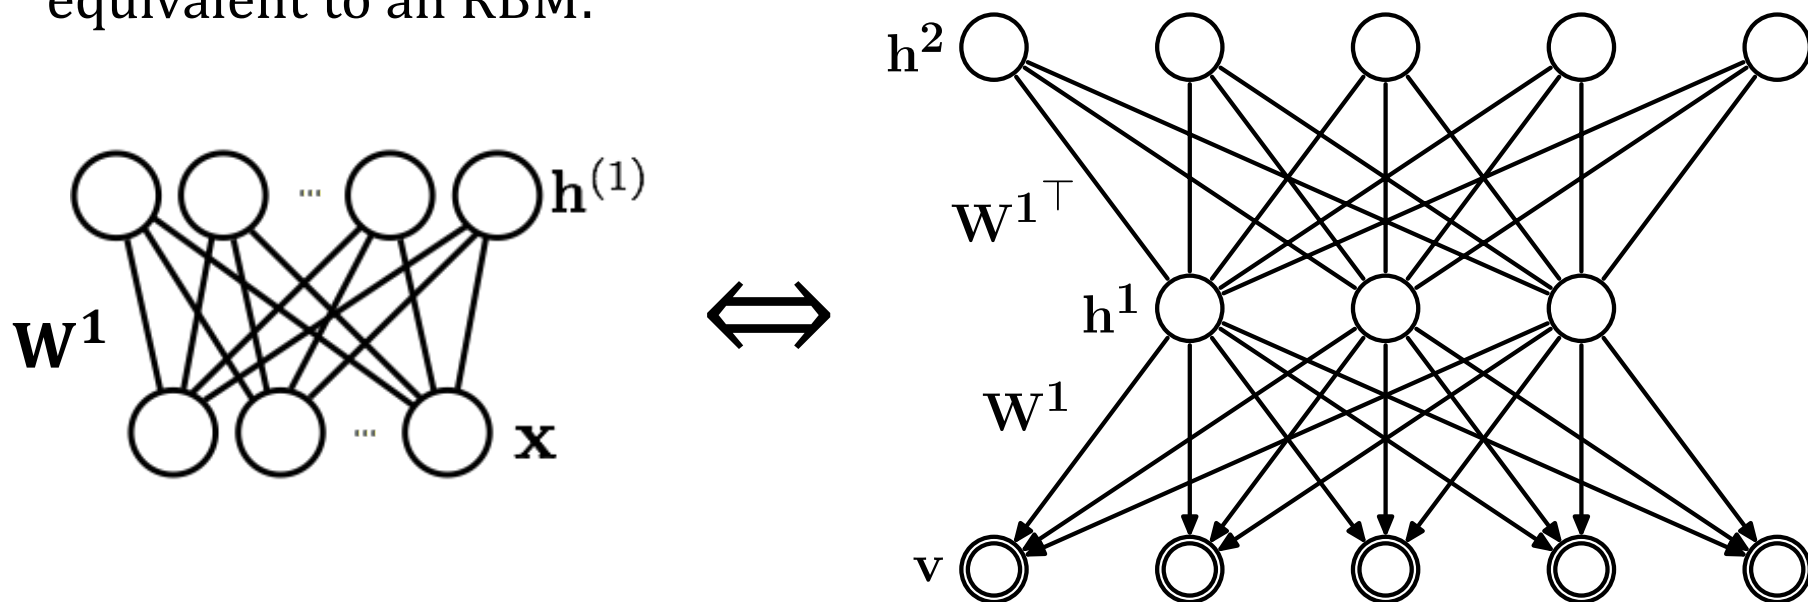 equivalent to an RBM:
h²
h⁽¹⁾
...
W¹⊤
h¹
W¹
W¹
...
x
v